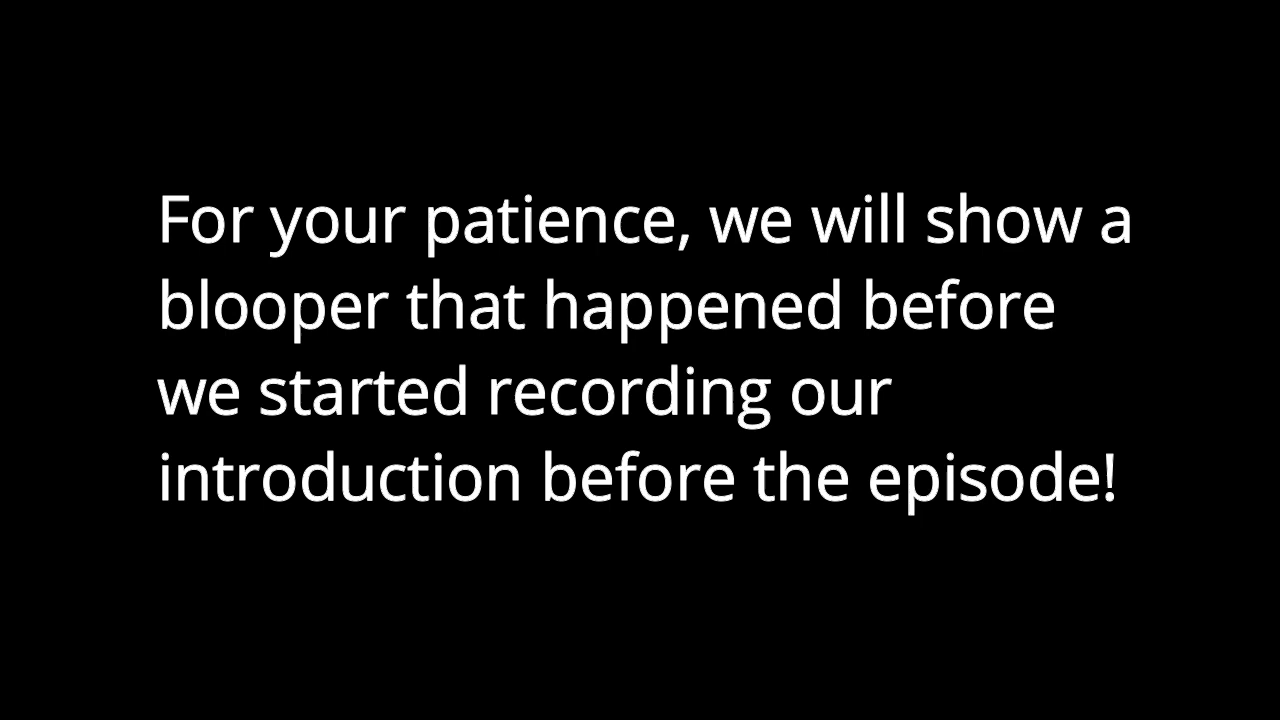 For your patience, we will show a
blooper that happened before
we started recording our
introduction before the episode!